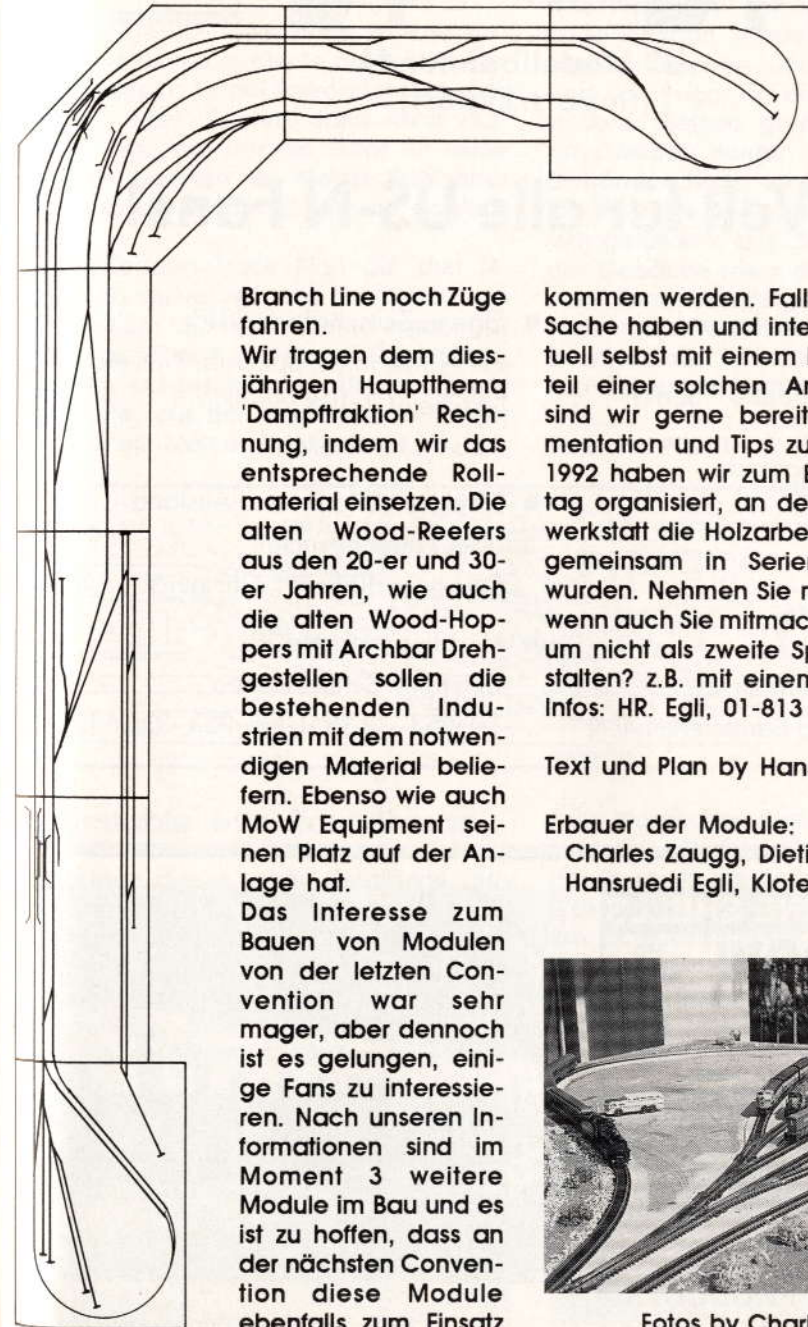 Branch Line noch Züge
fahren.
Wir tragen dem dies-
jährigen Hauptthema
'Dampftraktion' Rech-
nung, indem wir das
entsprechende Roll-
material einsetzen. Die
alten Wood-Reefers
aus den 20-er und 30-
er Jahren, wie auch
die alten Wood-Hop-
pers mit Archbar Dreh-
gestellen sollen die
bestehenden Indu-
strien mit dem notwen-
digen Material belie-
fern. Ebenso wie auch
MoW Equipment sei-
nen Platz auf der An-
lage hat.
Das Interesse zum
Bauen von Modulen
von der letzten Con-
vention war sehr
mager, aber dennoch
ist es gelungen, eini-
ge Fans zu interessie-
ren. Nach unseren In-
formationen sind im
Moment 3 weitere
Module im Bau und es
ist zu hoffen, dass an
der nächsten Conven-
tion diese Module
ebenfalls zum Einsatz
kommen werden. Fall
Sache haben und inte
tuell selbst mit einem
teil einer solchen
sind wir gerne bereit
mentation und Tips zu
1992 haben wir zum
tag organisiert, an de
werkstatt die Holzarbe
gemeinsam in Serie
wurden. Nehmen Sie
wenn auch Sie mitmac
um nicht als zweite Sp
stalten? z.B. mit einen
Infos: HR. Egli, 01-813
Text und Plan by Han
Erbauer der Module:
Charles Zaugg, Dieti
Hansruedi Egli, Klote
Fotos by Char